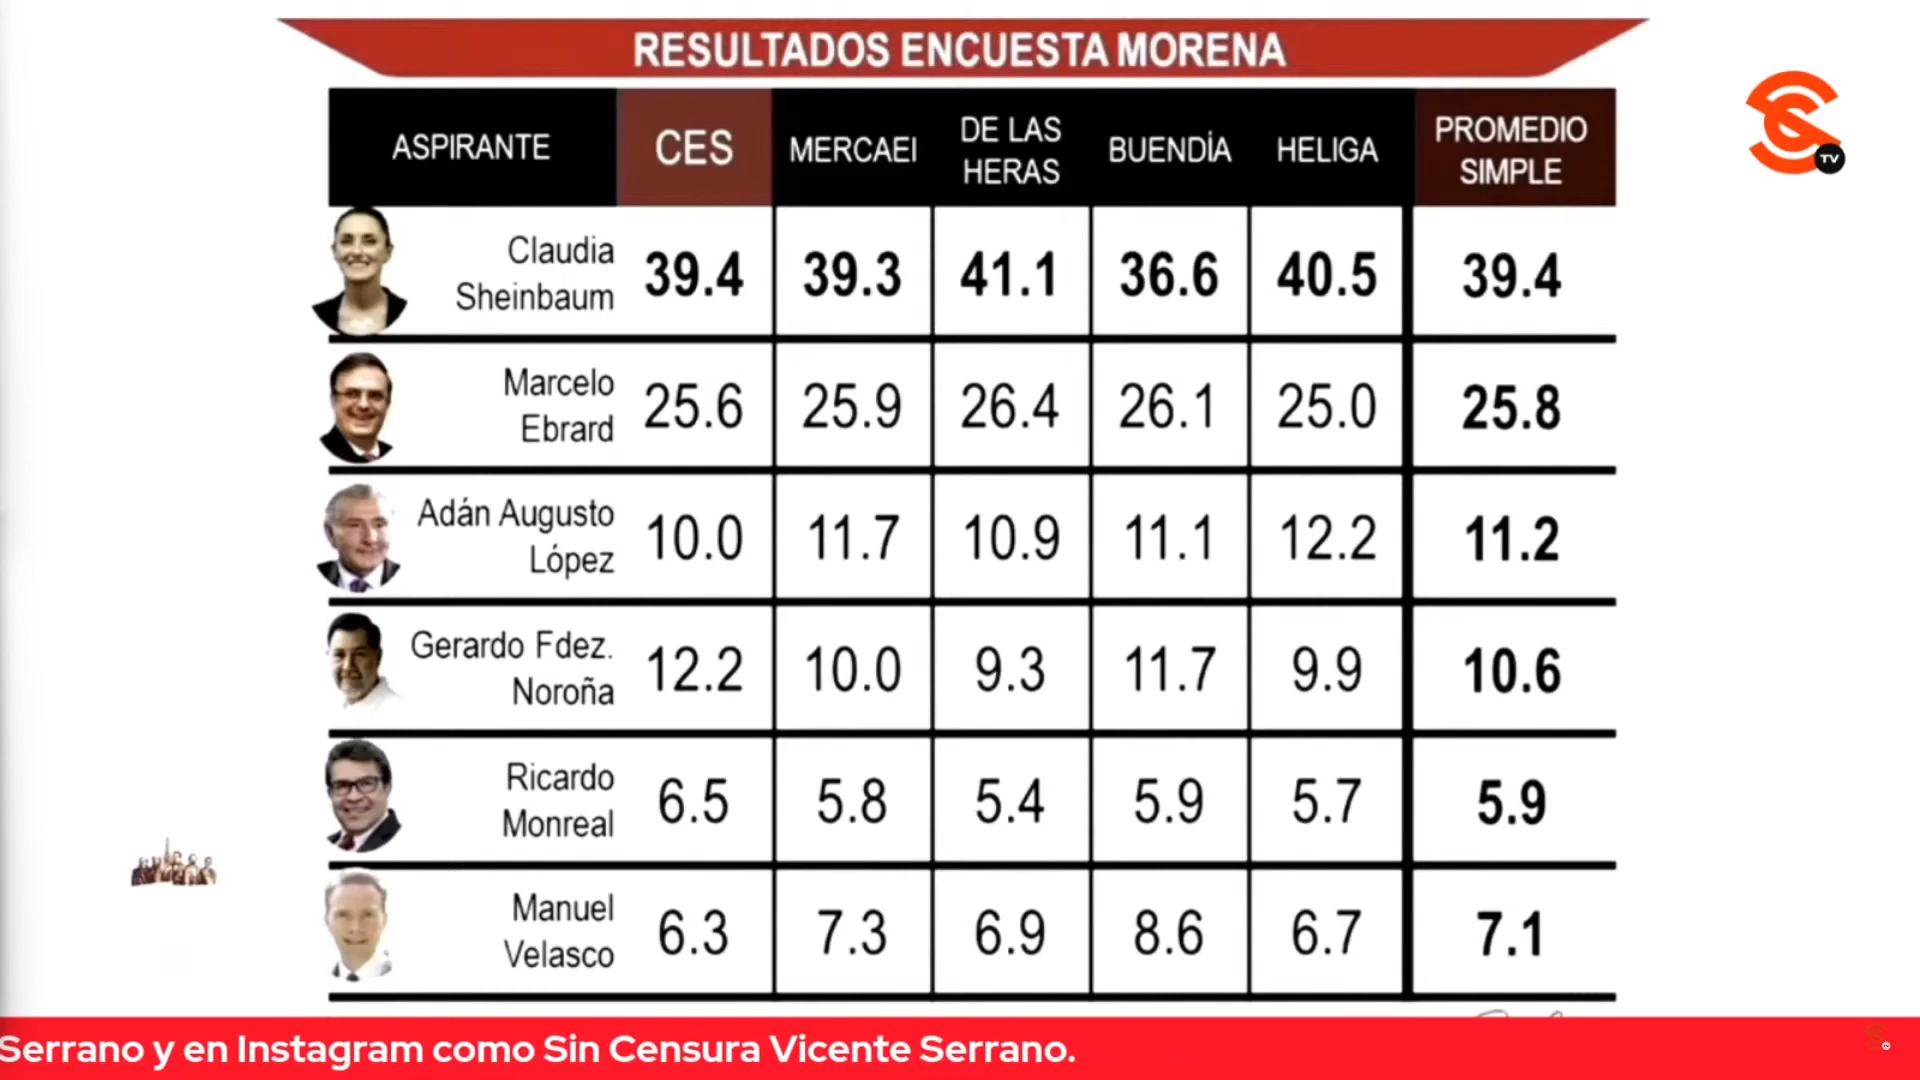 RESULTADOS ENCUESTA MORENA
ASPIRANTE CES MERCAEI DE LAS HERAS BUENDÍA HELIGA PROMEDIO SIMPLE
TV
Claudia Sheinbaum 39.4 39.3 41.1 36.6 40.5 39.4
Marcelo Ebrard 25.6 25.9 26.4 26.1 25.0 25.8
Adán Augusto López 10.0 11.7 10.9 11.1 12.2 11.2
Gerardo Fdez. Noroña 12.2 10.0 9.3 11.7 9.9 10.6
Ricardo Monreal 6.5 5.8 5.4 5.9 5.7 5.9
Manuel Velasco 6.3 7.3 6.9 8.6 6.7 7.1
Serrano y en Instagram como Sin Censura Vicente Serrano.